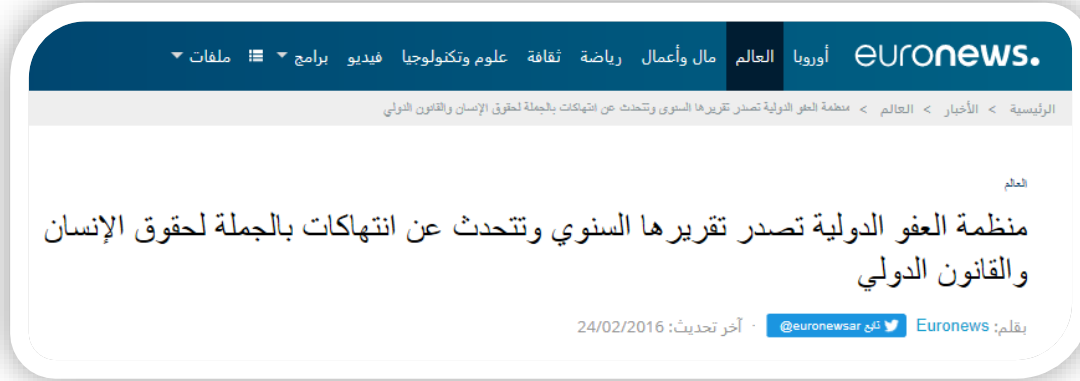 euronews. أوروبا العالم مال وأعمال رياضة ثقافة علوم وتكنولوجيا فيديو برامج ملفات
الرئيسية > الأخبار > العالم > منظمة العفو الدولية تصدر تقريرها السنوي وتتحدث عن انتهاكات بالجملة لحقوق الإنسان والقانون الدولي
العالم
منظمة العفو الدولية تصدر تقريرها السنوي وتتحدث عن انتهاكات بالجملة لحقوق الإنسان
والقانون الدولي
بقلم: Euronews تابع @euronewsar · آخر تحديث: 24/02/2016